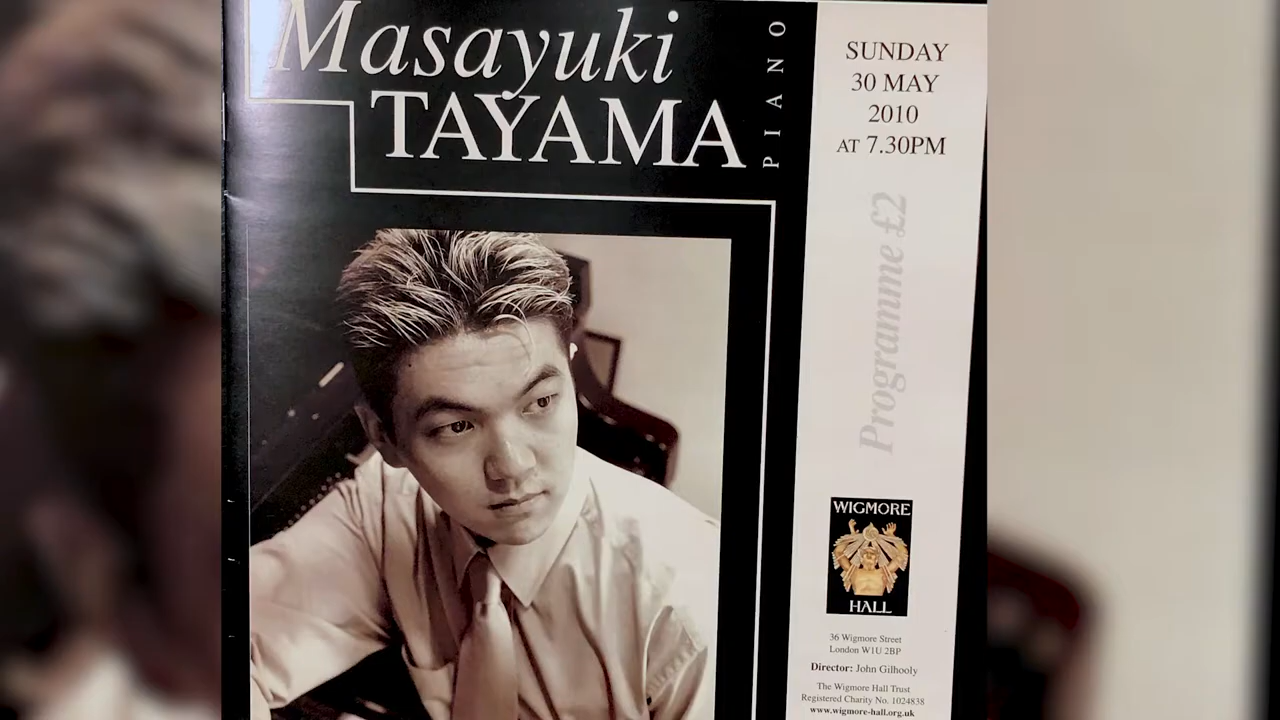 Masayuki
TAYAMA
PIANO
SUNDAY
30 MAY
2010
AT 7.30PM
Programme £2
WIGMORE
HALL
36 Wigmore Street
London W1U 2BP
Director: John Gilhooly
The Wigmore Hall Trust
Registered Charity No. 1024838
www.wigmore-hall.org.uk